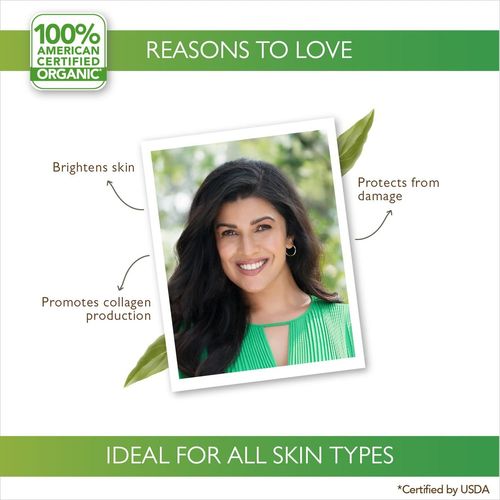 100%
AMERICAN
CERTIFIED
ORGANIC*
REASONS TO LOVE
Brightens skin
Protects from
damage
Promotes collagen
production
IDEAL FOR ALL SKIN TYPES
*Certified by USDA